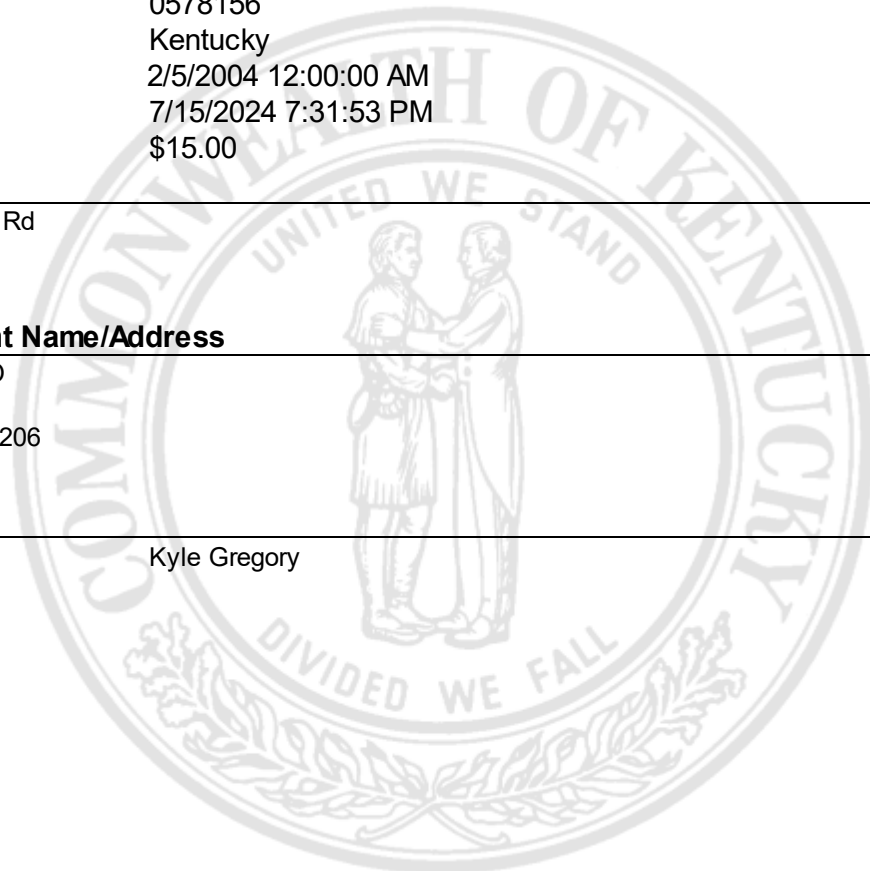 0578156
Kentucky
2/5/2004 12:00:00 AM
7/15/2024 7:31:53 PM
$15.00
COMMONWEALTH OF KENTUCKY
UNITED WE STAND
Rd
Name/Address
206
Kyle Gregory
DIVIDED WE FALL